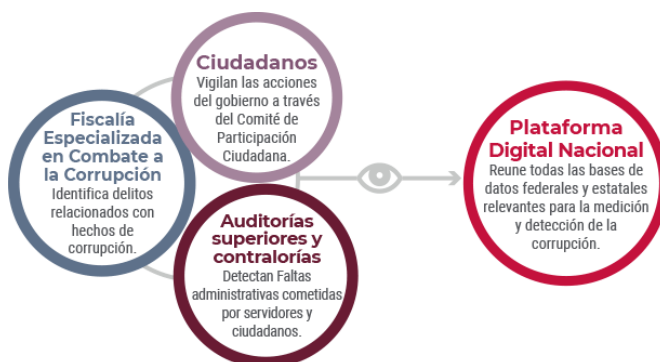 Ciudadanos
Vigilan las acciones
del gobierno a través
del Comité de
Participación
Ciudadana.
Fiscalía
Especializada
en Combate a
la Corrupción
Identifica delitos
relacionados con
hechos de
corrupción.
Auditorías
superiores y
contralorías
Detectan Faltas
administrativas cometidas
por servidores y
ciudadanos.
Plataforma
Digital Nacional
Reune todas las bases de
datos federales y estatales
relevantes para la medición
y detección de la
corrupción.